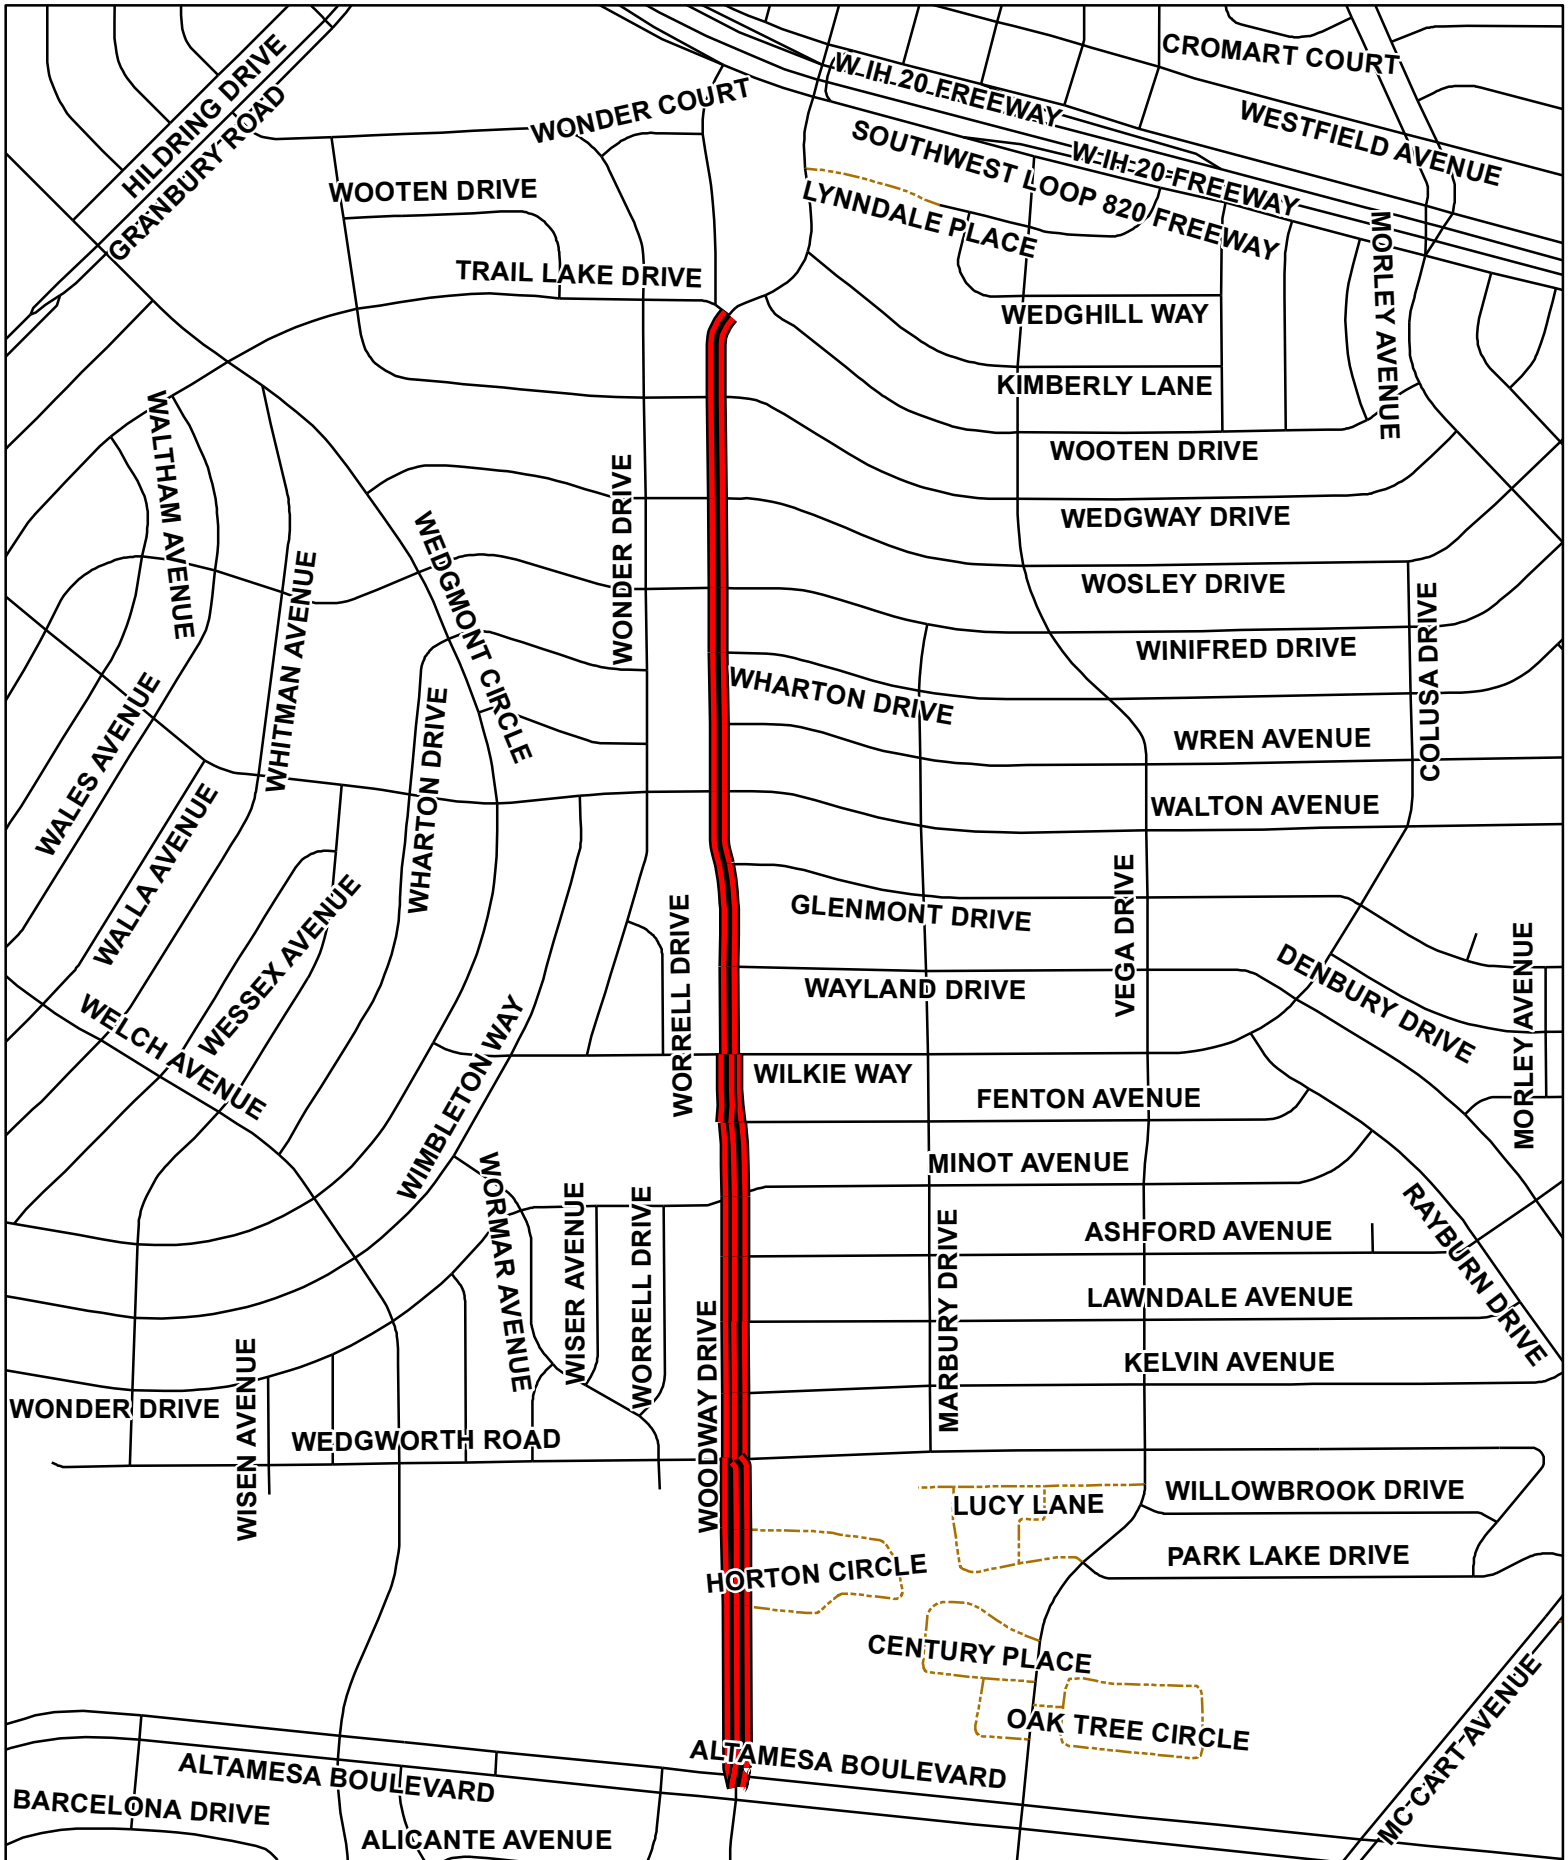 CROMART COURT
HILDRING DRIVE
GRANBURY ROAD
WONDER COURT
W IH 20 FREEWAY
WESTFIELD AVENUE
SOUTHWEST LOOP 820 FREEWAY
W IH 20 FREEWAY
WOOTEN DRIVE
LYNNDALE PLACE
MORLEY AVENUE
TRAIL LAKE DRIVE
WEDGHILL WAY
KIMBERLY LANE
WALTHAM AVENUE
WOOTEN DRIVE
WONDER DRIVE
WEDGMONT CIRCLE
WEDGWAY DRIVE
WHITMAN AVENUE
WOSLEY DRIVE
COLUSA DRIVE
WINIFRED DRIVE
WALES AVENUE
WHARTON DRIVE
WHARTON DRIVE
WREN AVENUE
WALLA AVENUE
WALTON AVENUE
VEGA DRIVE
WESSEX AVENUE
WORRELL DRIVE
GLENMONT DRIVE
MORLEY AVENUE
DENBURY DRIVE
WAYLAND DRIVE
WELCH AVENUE
WIMBLETON WAY
WILKIE WAY
FENTON AVENUE
MINOT AVENUE
WORMAR AVENUE
WISER AVENUE
WORRELL DRIVE
RAYBURN DRIVE
MARBURY DRIVE
ASHFORD AVENUE
LAWNDALE AVENUE
WOODWAY DRIVE
KELVIN AVENUE
WISEN AVENUE
WONDER DRIVE
WEDGWORTH ROAD
WILLOWBROOK DRIVE
LUCY LANE
PARK LAKE DRIVE
HORTON CIRCLE
CENTURY PLACE
MC CART AVENUE
OAK TREE CIRCLE
ALTAMESA BOULEVARD
ALTAMESA BOULEVARD
BARCELONA DRIVE
ALICANTE AVENUE